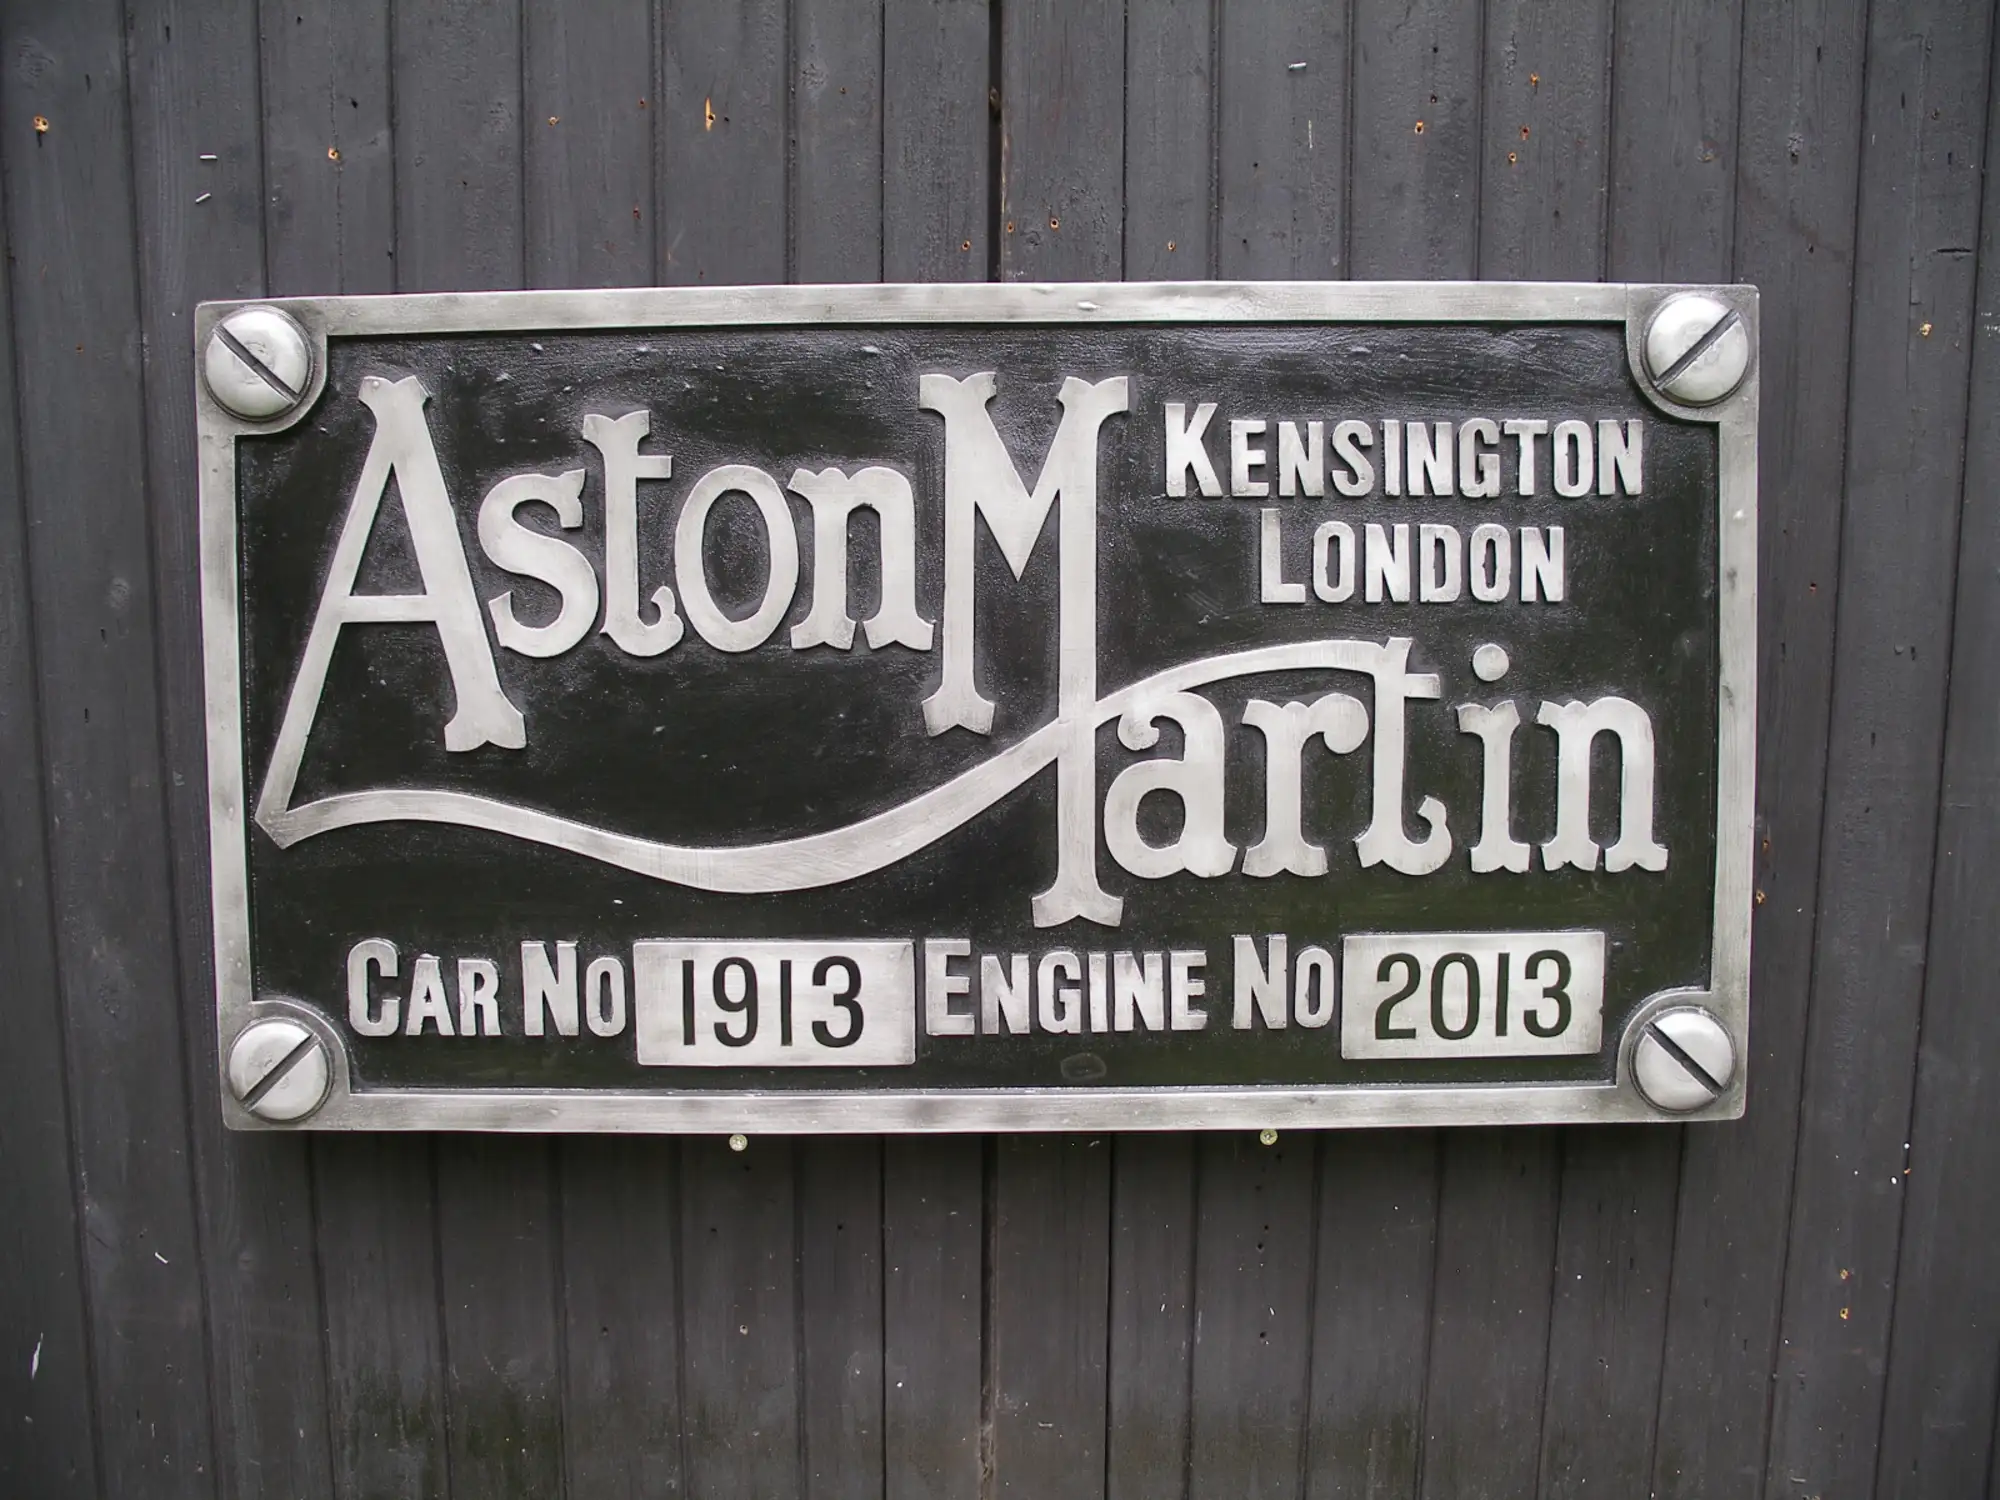 Aston Martin
KENSINGTON
LONDON
CAR NO 1913 ENGINE NO 2013